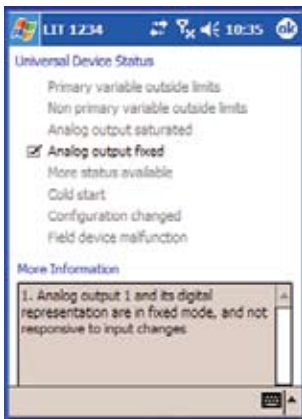 LIT 1234 10:35 ok
Universal Device Status
Primary variable outside limits
Non primary variable outside limits
Analog output saturated
Analog output fixed
More status available
Cold start
Configuration changed
Field device malfunction
More Information
1. Analog output 1 and its digital
representation are in fixed mode, and not
responsive to input changes